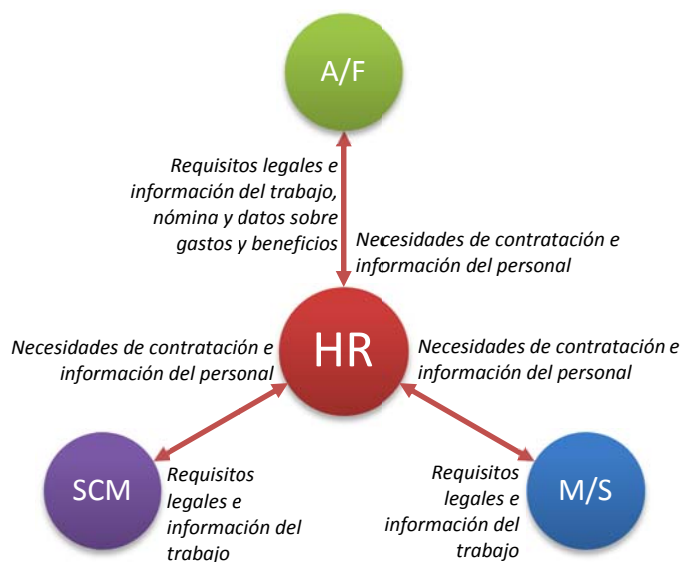 A/F
Requisitos legales e
información del trabajo,
nómina y datos sobre
gastos y beneficios
Necesidades de contratación e
información del personal
HR
Necesidades de contratación e
información del personal
Necesidades de contratación e
información del personal
SCM
Requisitos
legales e
información del
trabajo
Requisitos
legales e
información del
trabajo
M/S